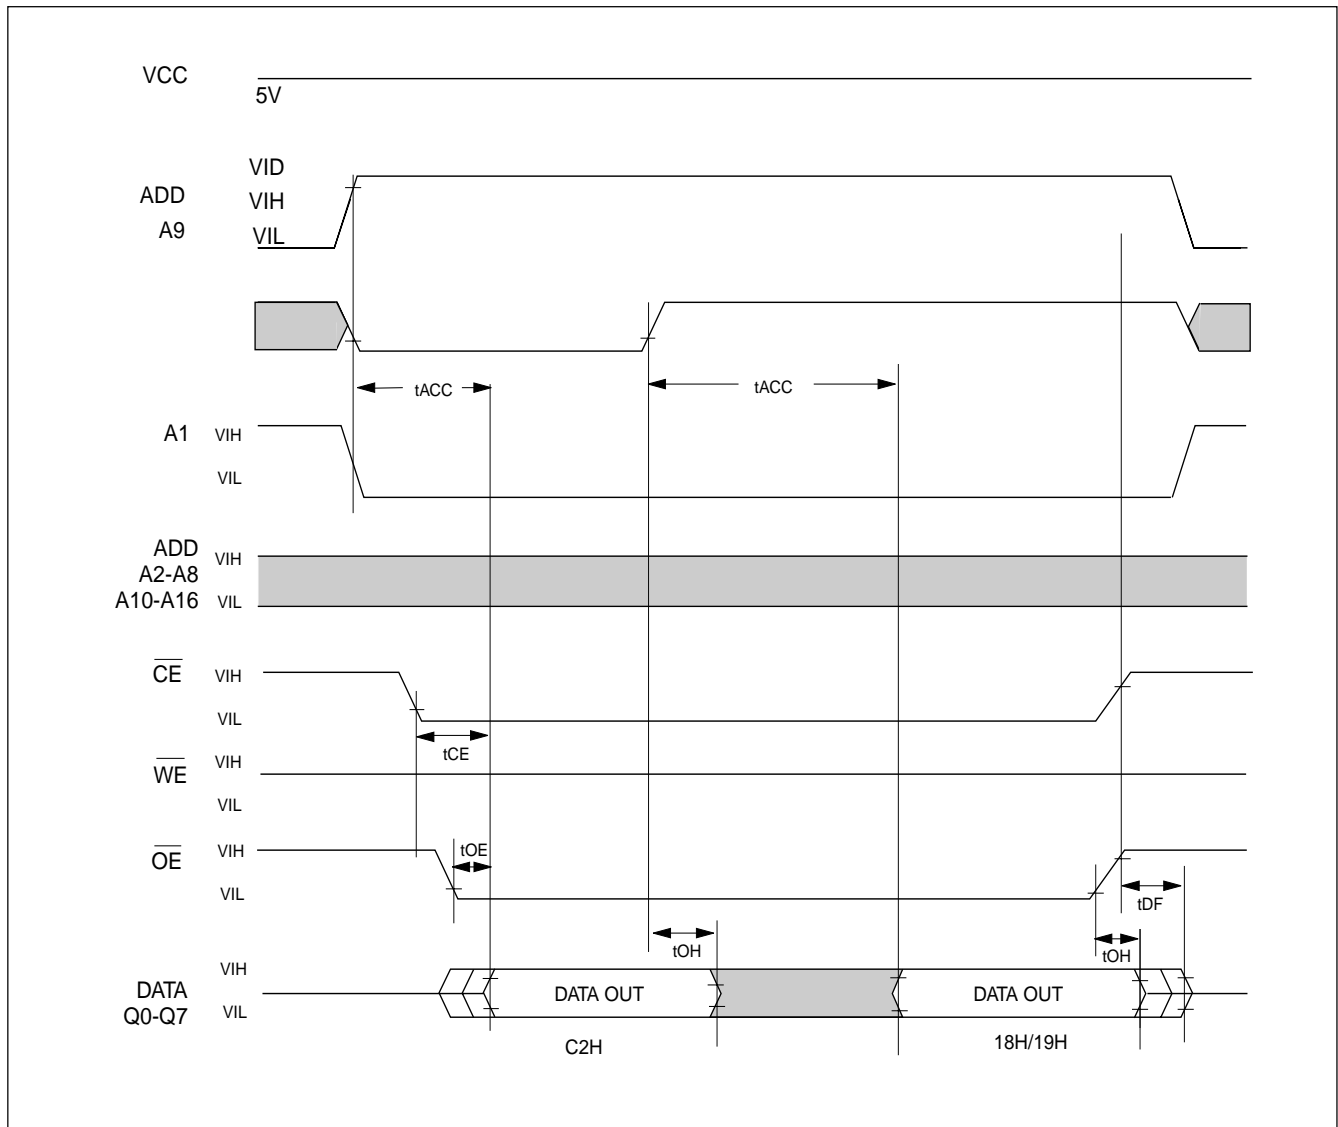 VCC
5V
VID
ADD
VIH
A9
VIL
tACC
tACC
A1
VIH
VIL
ADD
VIH
A2-A8
A10-A16
VIL
CE
VIH
VIL
tCE
WE
VIH
VIL
OE
VIH
tOE
VIL
tDF
tOH
tOH
VIH
DATA
Q0-Q7
VIL
DATA OUT
DATA OUT
C2H
18H/19H